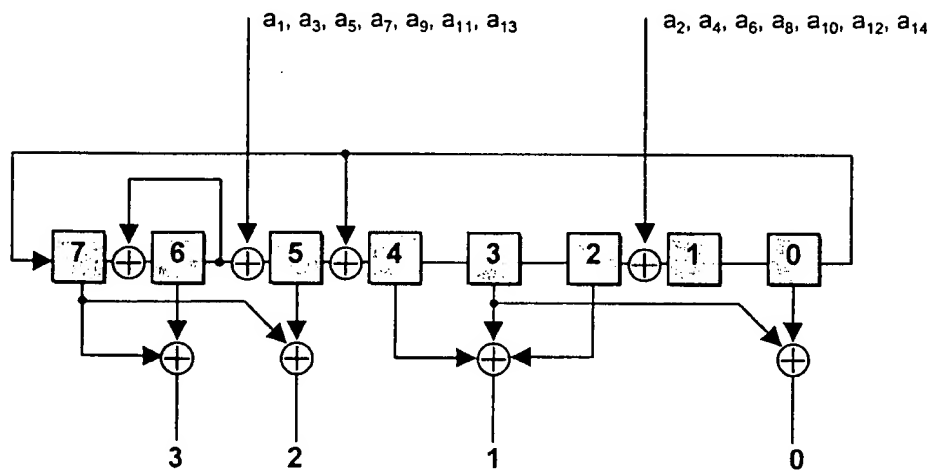 a₁, a₃, a₅, a₇, a₉, a₁₁, a₁₃
a₂, a₄, a₆, a₈, a₁₀, a₁₂, a₁₄
7 6 5 4 3 2 1 0
3 2 1 0